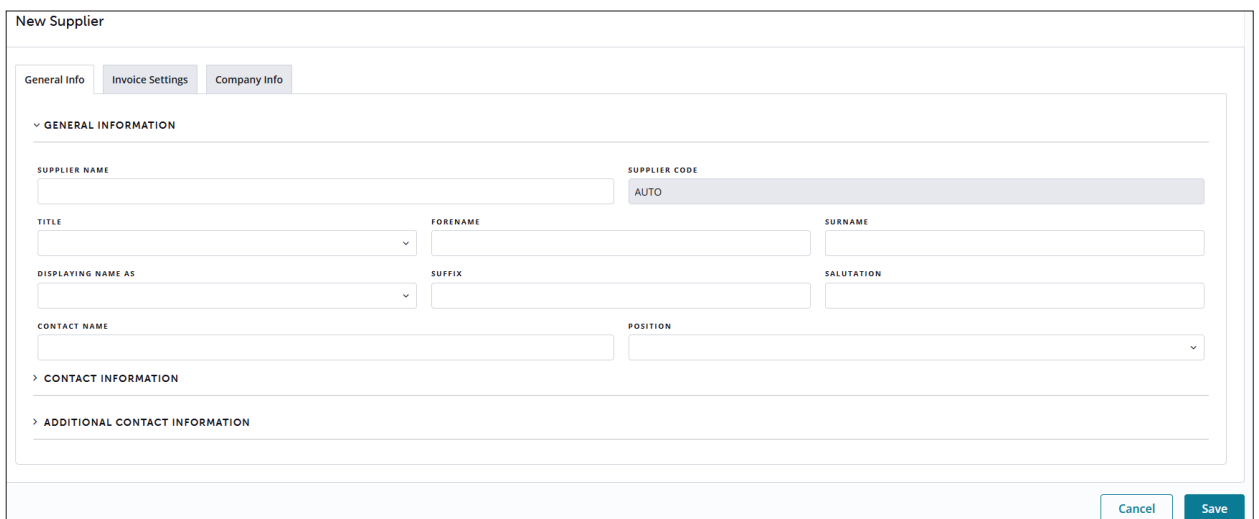 New Supplier
General Info Invoice Settings Company Info
GENERAL INFORMATION
SUPPLIER NAME SUPPLIER CODE
AUTO
TITLE FORENAME SURNAME
DISPLAYING NAME AS SUFFIX SALUTATION
CONTACT NAME POSITION
CONTACT INFORMATION
ADDITIONAL CONTACT INFORMATION
Cancel Save